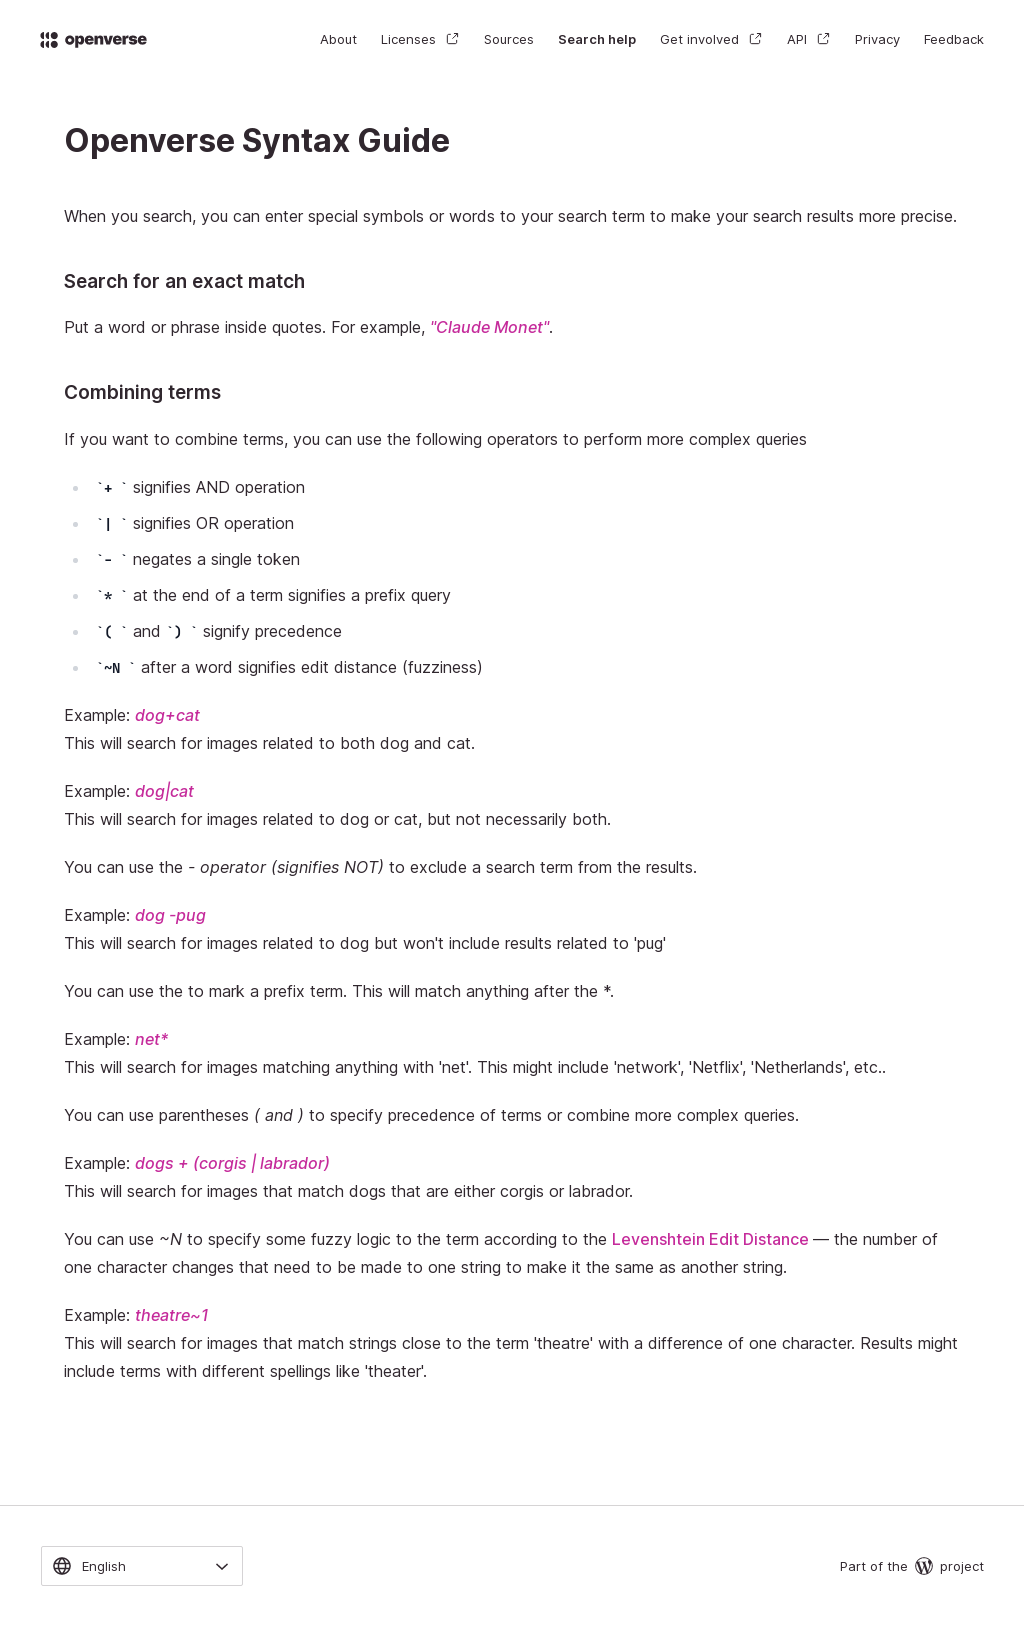 openverse
About Licenses Sources Search help Get involved API Privacy Feedback
Openverse Syntax Guide
When you search, you can enter special symbols or words to your search term to make your search results more precise.
Search for an exact match
Put a word or phrase inside quotes. For example, "Claude Monet".
Combining terms
If you want to combine terms, you can use the following operators to perform more complex queries
`+ ` signifies AND operation
`| ` signifies OR operation
`- ` negates a single token
`* ` at the end of a term signifies a prefix query
`( ` and `) ` signify precedence
`~N ` after a word signifies edit distance (fuzziness)
Example: dog+cat
This will search for images related to both dog and cat.
Example: dog|cat
This will search for images related to dog or cat, but not necessarily both.
You can use the - operator (signifies NOT) to exclude a search term from the results.
Example: dog -pug
This will search for images related to dog but won't include results related to 'pug'
You can use the to mark a prefix term. This will match anything after the *.
Example: net*
This will search for images matching anything with 'net'. This might include 'network', 'Netflix', 'Netherlands', etc..
You can use parentheses ( and ) to specify precedence of terms or combine more complex queries.
Example: dogs + (corgis | labrador)
This will search for images that match dogs that are either corgis or labrador.
You can use ~N to specify some fuzzy logic to the term according to the Levenshtein Edit Distance — the number of
one character changes that need to be made to one string to make it the same as another string.
Example: theatre~1
This will search for images that match strings close to the term 'theatre' with a difference of one character. Results might
include terms with different spellings like 'theater'.
English
Part of the project